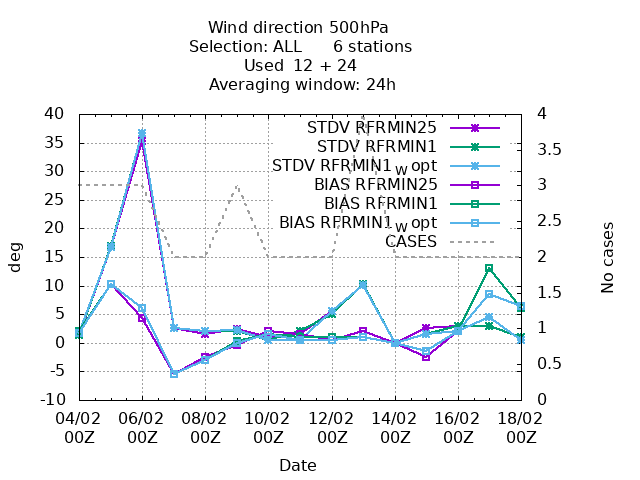 Wind direction 500hPa
Selection: ALL 6 stations
Used 12 + 24
Averaging window: 24h
40
35
30
25
20
15
10
5
0
-5
-10
deg
STDV RFRMIN25
STDV RFRMIN1
STDV RFRMIN1_w opt
BIAS RFRMIN25
BIAS RFRMIN1
BIAS RFRMIN1_w opt
CASES
4
3.5
3
2.5
2
1.5
1
0.5
0
No cases
04/02 06/02 08/02 10/02 12/02 14/02 16/02 18/02
00Z 00Z 00Z 00Z 00Z 00Z 00Z 00Z
Date